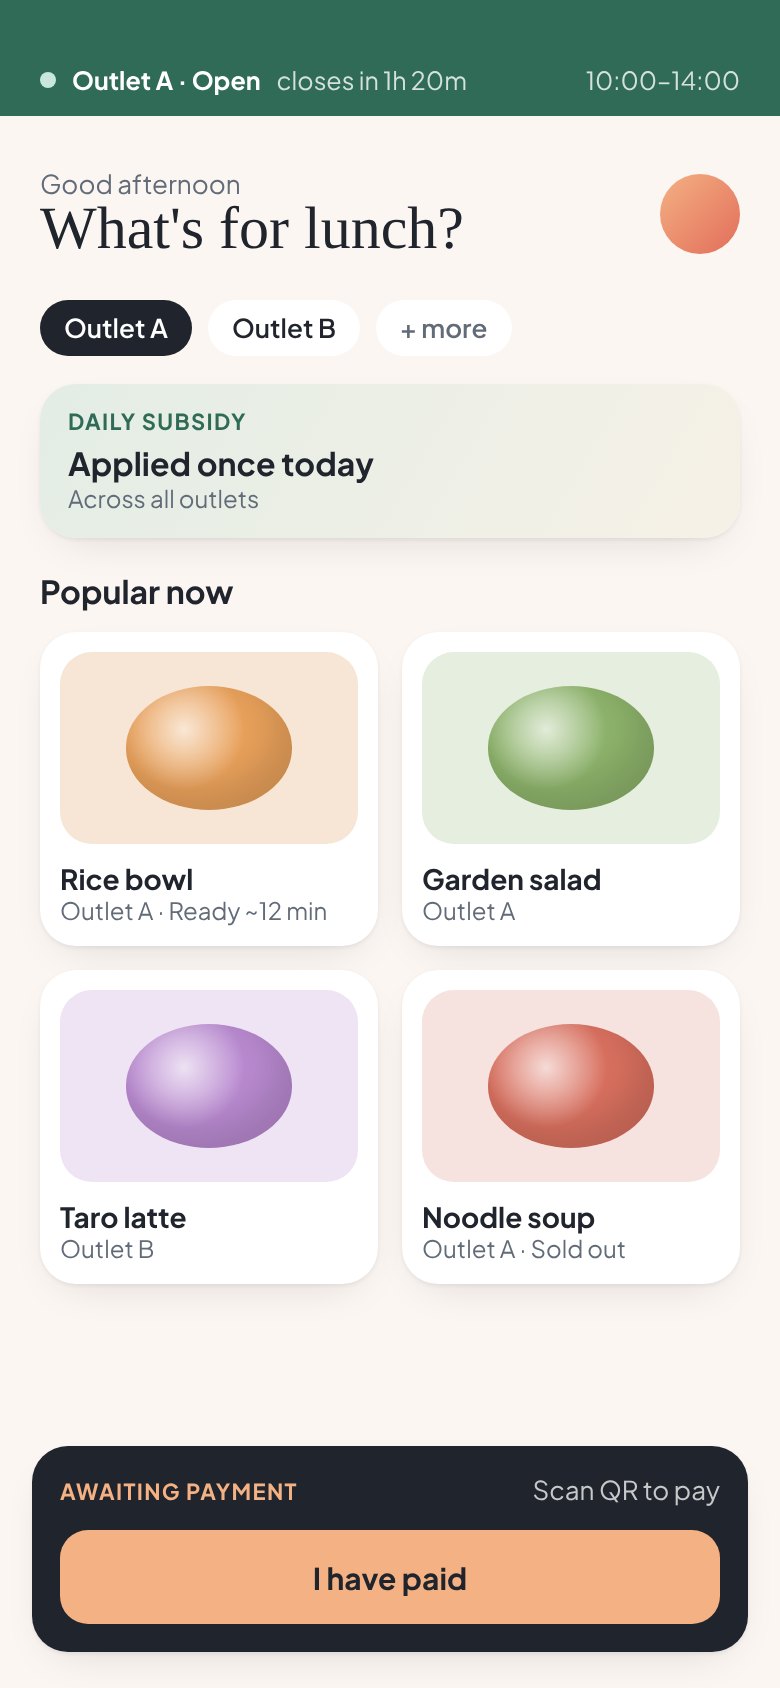 Outlet A · Open closes in 1h 20m 10:00–14:00
Good afternoon
What's for lunch?
Outlet A Outlet B + more
DAILY SUBSIDY
Applied once today
Across all outlets
Popular now
Rice bowl
Outlet A · Ready ~12 min
Garden salad
Outlet A
Taro latte
Outlet B
Noodle soup
Outlet A · Sold out
AWAITING PAYMENT Scan QR to pay
I have paid